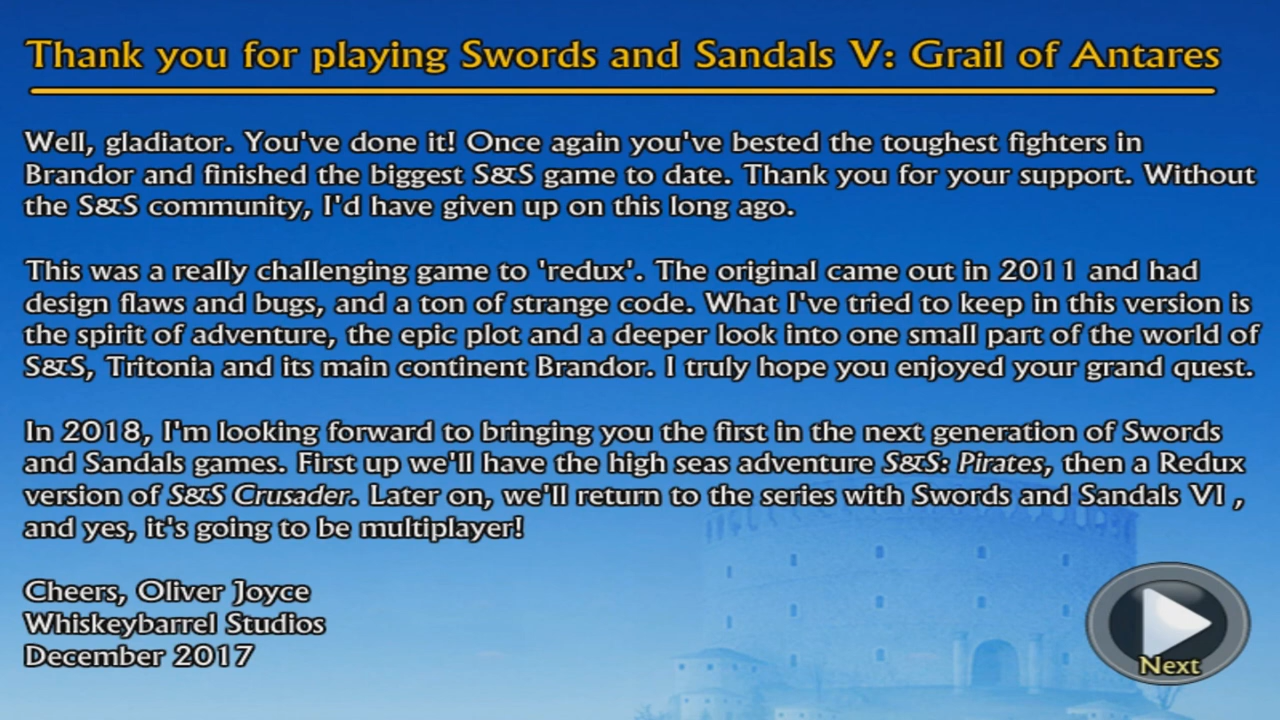 Thank you for playing Swords and Sandals V: Grail of Antares
Well, gladiator. You've done it! Once again you've bested the toughest fighters in
Brandor and finished the biggest S&S game to date. Thank you for your support. Without
the S&S community, I'd have given up on this long ago.
This was a really challenging game to 'redux'. The original came out in 2011 and had
design flaws and bugs, and a ton of strange code. What I've tried to keep in this version is
the spirit of adventure, the epic plot and a deeper look into one small part of the world of
S&S, Tritonia and its main continent Brandor. I truly hope you enjoyed your grand quest.
In 2018, I'm looking forward to bringing you the first in the next generation of Swords
and Sandals games. First up we'll have the high seas adventure S&S: Pirates, then a Redux
version of S&S Crusader. Later on, we'll return to the series with Swords and Sandals VI ,
and yes, it's going to be multiplayer!
Cheers, Oliver Joyce
Whiskeybarrel Studios
December 2017
Next